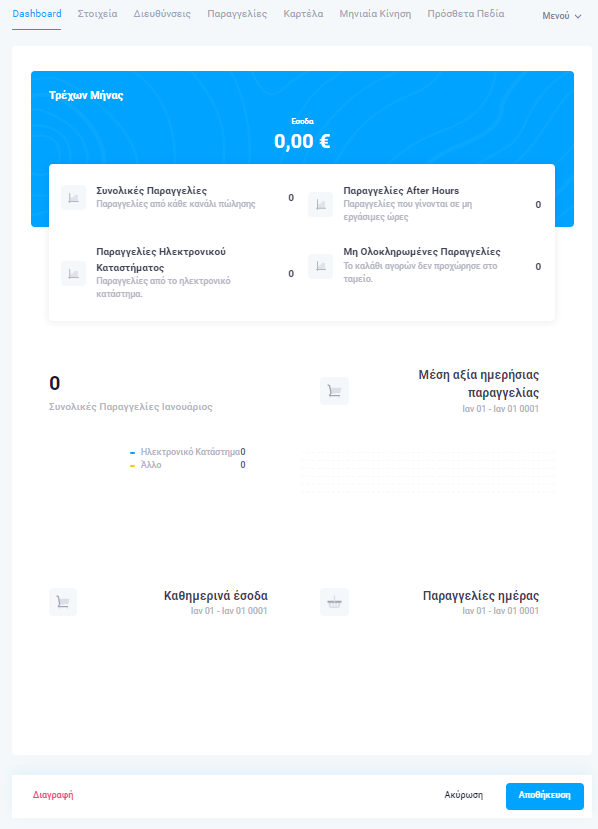 Dashboard Στοιχεία Διευθύνσεις Παραγγελίες Καρτέλα Μηνιαία Κίνηση Πρόσθετα Πεδία Μενού
Τρέχων Μήνας
Εσοδα
0,00 €
Συνολικές Παραγγελίες
Παραγγελίες από κάθε κανάλι πώλησης
0
Παραγγελίες After Hours
Παραγγελίες που γίνονται σε μη
εργάσιμες ώρες
0
Παραγγελίες Ηλεκτρονικού
Καταστήματος
Παραγγελίες από το ηλεκτρονικό
κατάστημα.
0
Μη Ολοκληρωμένες Παραγγελίες
Το καλάθι αγορών δεν προχώρησε στο
ταμείο.
0
0
Συνολικές Παραγγελίες Ιανουάριος
Ηλεκτρονικό Κατάστημα 0
Άλλο 0
Μέση αξία ημερήσιας
παραγγελίας
Ιαν 01 - Ιαν 01 0001
Καθημερινά έσοδα
Ιαν 01 - Ιαν 01 0001
Παραγγελίες ημέρας
Ιαν 01 - Ιαν 01 0001
Διαγραφή Ακύρωση Αποθήκευση